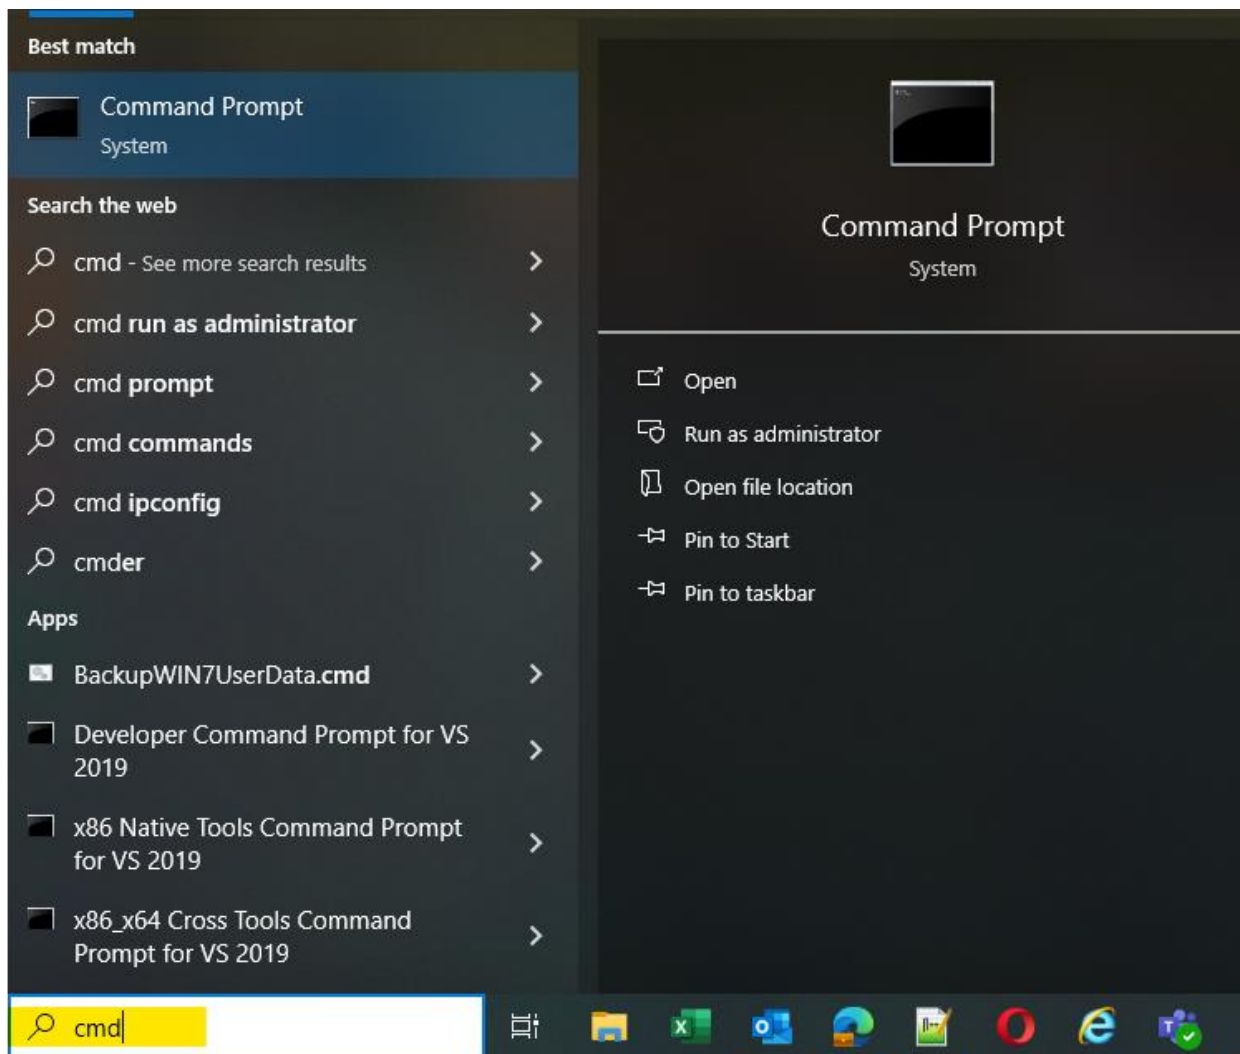 Best match
Command Prompt
System
Search the web
cmd - See more search results
cmd run as administrator
cmd prompt
cmd commands
cmd ipconfig
cmder
Apps
BackupWIN7UserData.cmd
Developer Command Prompt for VS
2019
x86 Native Tools Command Prompt
for VS 2019
x86_x64 Cross Tools Command
Prompt for VS 2019
cmd
Command Prompt
System
Open
Run as administrator
Open file location
Pin to Start
Pin to taskbar